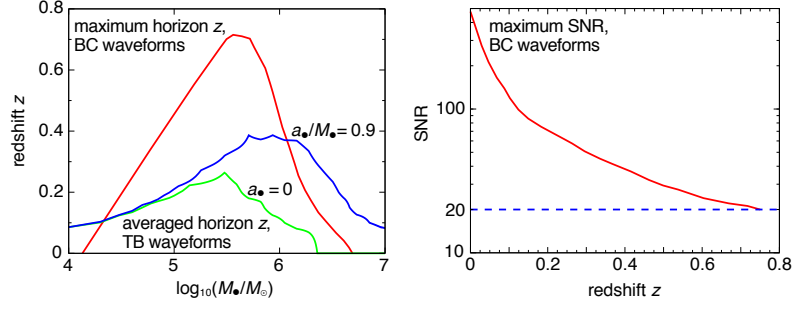 0.8
0.6
0.4
0.2
0
redshift z
maximum horizon z,
BC waveforms
a●/M● = 0.9
a● = 0
averaged horizon z,
TB waveforms
4 5 6 7
log₁₀(M●/M☉)
maximum SNR,
BC waveforms
SNR
100
20
10
0 0.2 0.4 0.6 0.8
redshift z